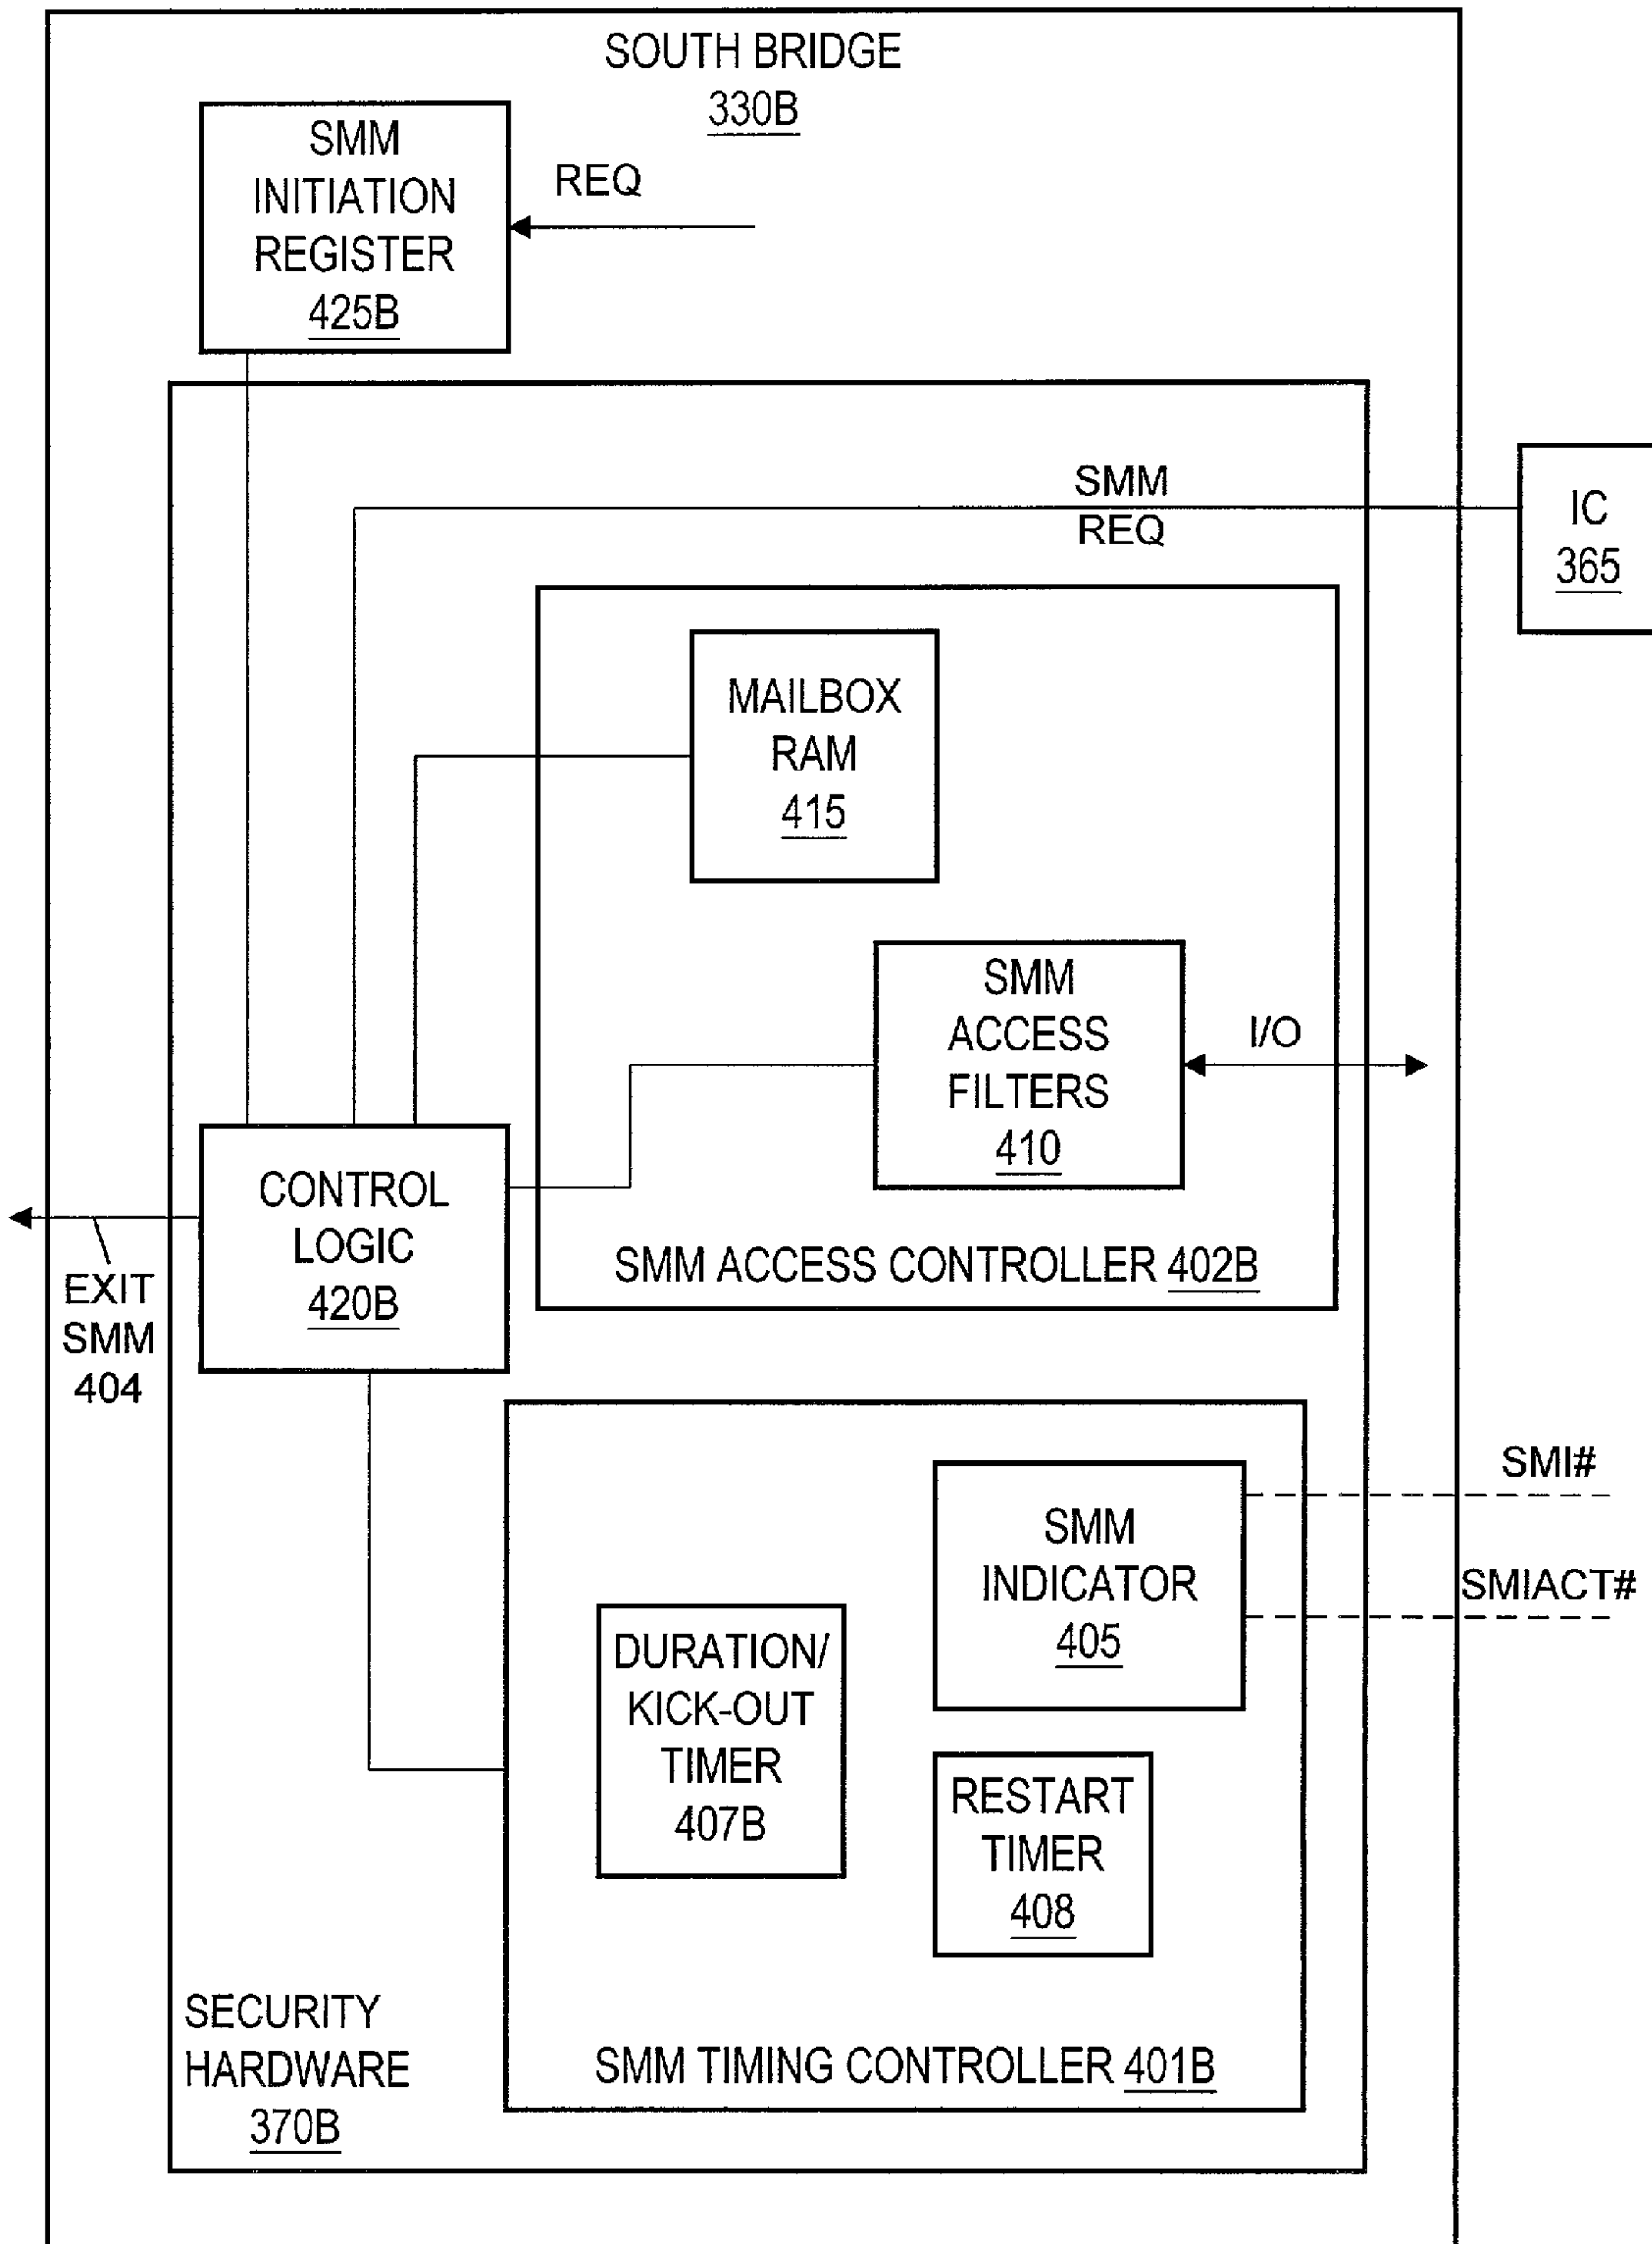 SOUTH BRIDGE
330B
SMM
INITIATION
REGISTER
425B
REQ
SMM
REQ
IC
365
MAILBOX
RAM
415
SMM
ACCESS
FILTERS
410
I/O
CONTROL
LOGIC
420B
SMM ACCESS CONTROLLER 402B
EXIT
SMM
404
SMI#
SMM
INDICATOR
405
SMIACT#
DURATION/
KICK-OUT
TIMER
407B
RESTART
TIMER
408
SECURITY
HARDWARE
370B
SMM TIMING CONTROLLER 401B